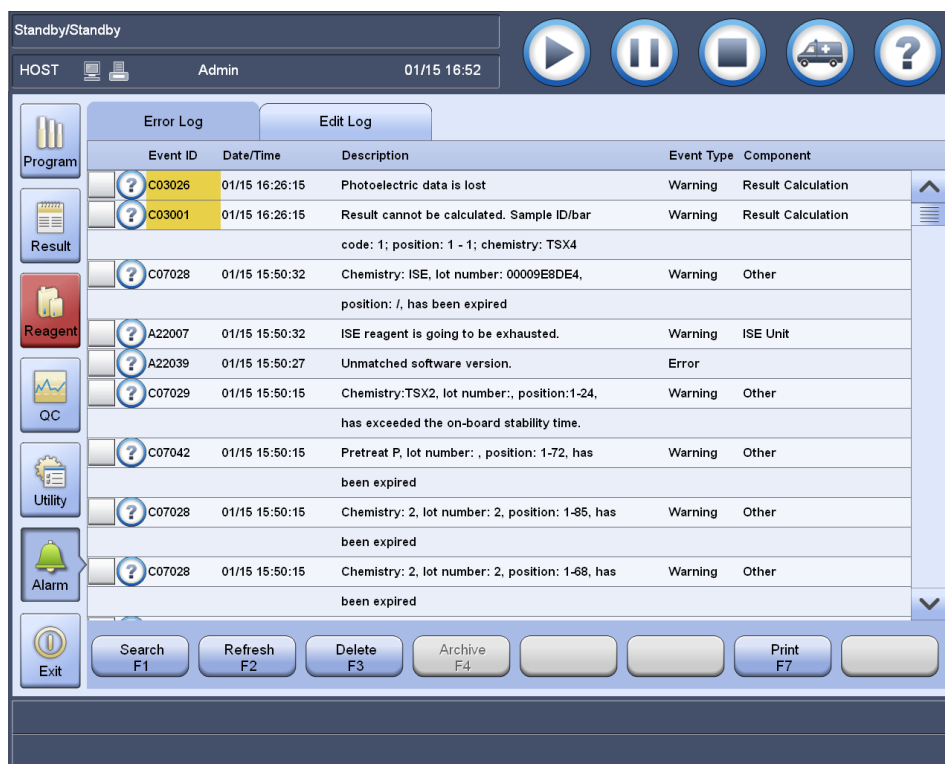 Standby/Standby
HOST Admin 01/15 16:52
Error Log Edit Log
Event ID Date/Time Description Event Type Component
Program
? C03026 01/15 16:26:15 Photoelectric data is lost Warning Result Calculation
? C03001 01/15 16:26:15 Result cannot be calculated. Sample ID/bar Warning Result Calculation
code: 1; position: 1 - 1; chemistry: TSX4
Result
? C07028 01/15 15:50:32 Chemistry: ISE, lot number: 00009E8DE4, Warning Other
position: /, has been expired
Reagent
? A22007 01/15 15:50:32 ISE reagent is going to be exhausted. Warning ISE Unit
? A22039 01/15 15:50:27 Unmatched software version. Error
? C07029 01/15 15:50:15 Chemistry:TSX2, lot number:, position:1-24, Warning Other
has exceeded the on-board stability time.
QC
? C07042 01/15 15:50:15 Pretreat P, lot number: , position: 1-72, has Warning Other
been expired
Utility
? C07028 01/15 15:50:15 Chemistry: 2, lot number: 2, position: 1-85, has Warning Other
been expired
? C07028 01/15 15:50:15 Chemistry: 2, lot number: 2, position: 1-68, has Warning Other
been expired
Alarm
Exit
Search Refresh Delete Archive Print
F1 F2 F3 F4 F7